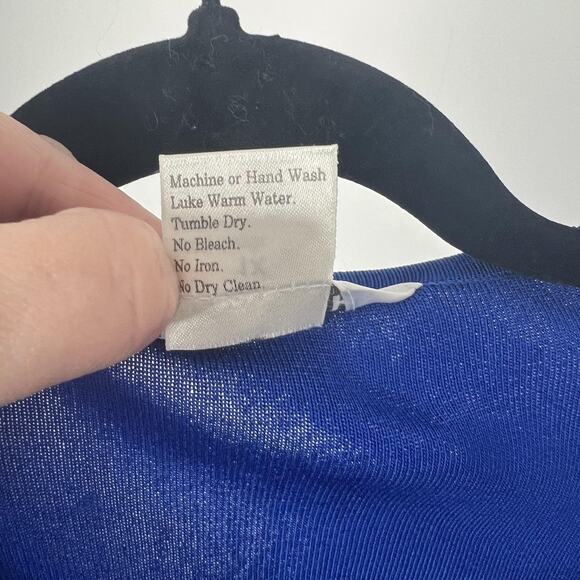 Machine or Hand Wash
Luke Warm Water.
Tumble Dry.
No Bleach.
No Iron.
No Dry Clean